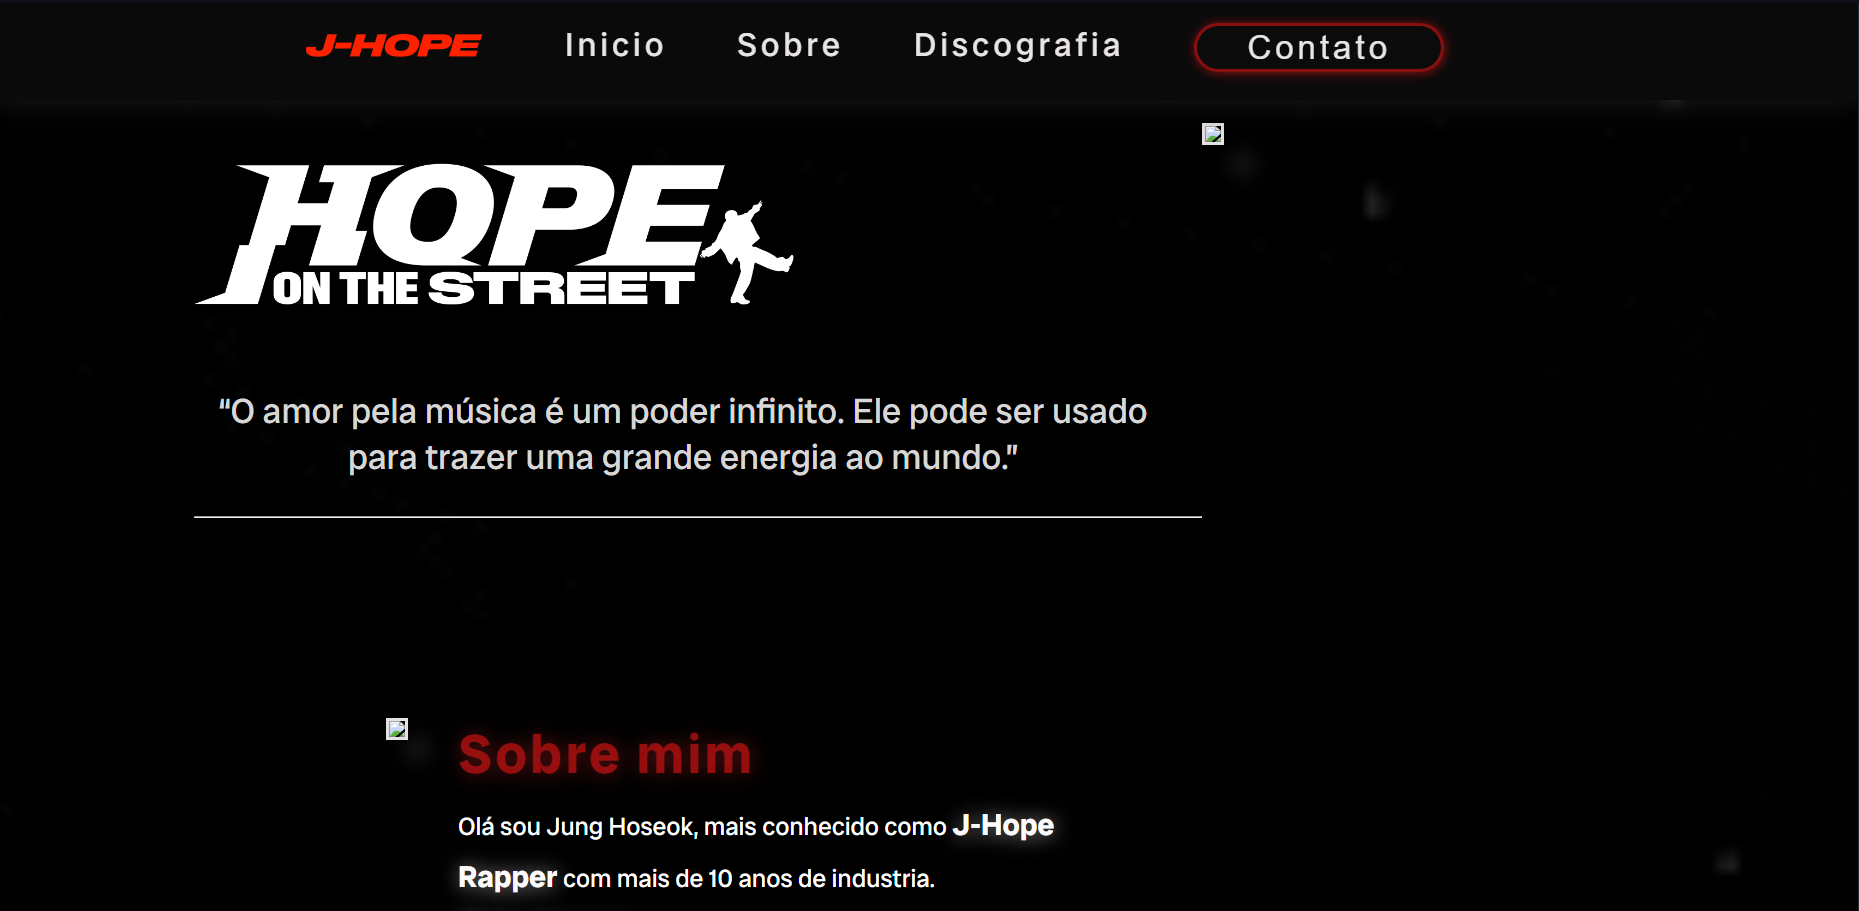 J-HOPE Inicio Sobre Discografia Contato
HOPE
ON THE STREET
“O amor pela música é um poder infinito. Ele pode ser usado
para trazer uma grande energia ao mundo.”
Sobre mim
Olá sou Jung Hoseok, mais conhecido como J-Hope
Rapper com mais de 10 anos de industria.